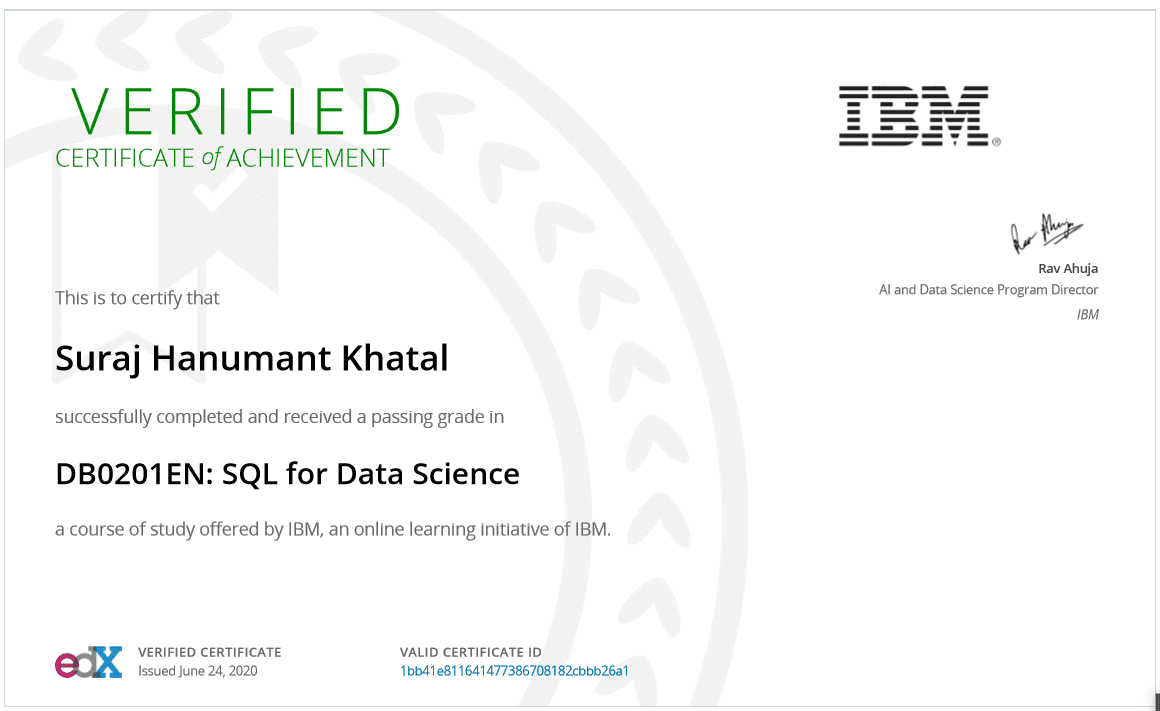 VERIFIED
CERTIFICATE of ACHIEVEMENT
IBM®
Rav Ahuja
Rav Ahuja
AI and Data Science Program Director
IBM
This is to certify that
Suraj Hanumant Khatal
successfully completed and received a passing grade in
DB0201EN: SQL for Data Science
a course of study offered by IBM, an online learning initiative of IBM.
edX
VERIFIED CERTIFICATE
Issued June 24, 2020
VALID CERTIFICATE ID
1bb41e811641477386708182cbbb26a1